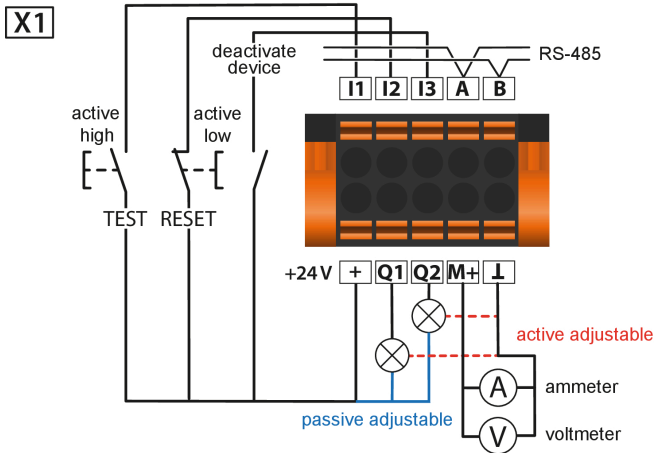 X1
deactivate
device
RS-485
I1 I2 I3 A B
active
high
active
low
TEST RESET
+24 V + Q1 Q2 M+ ⊥
active adjustable
A ammeter
passive adjustable
V voltmeter